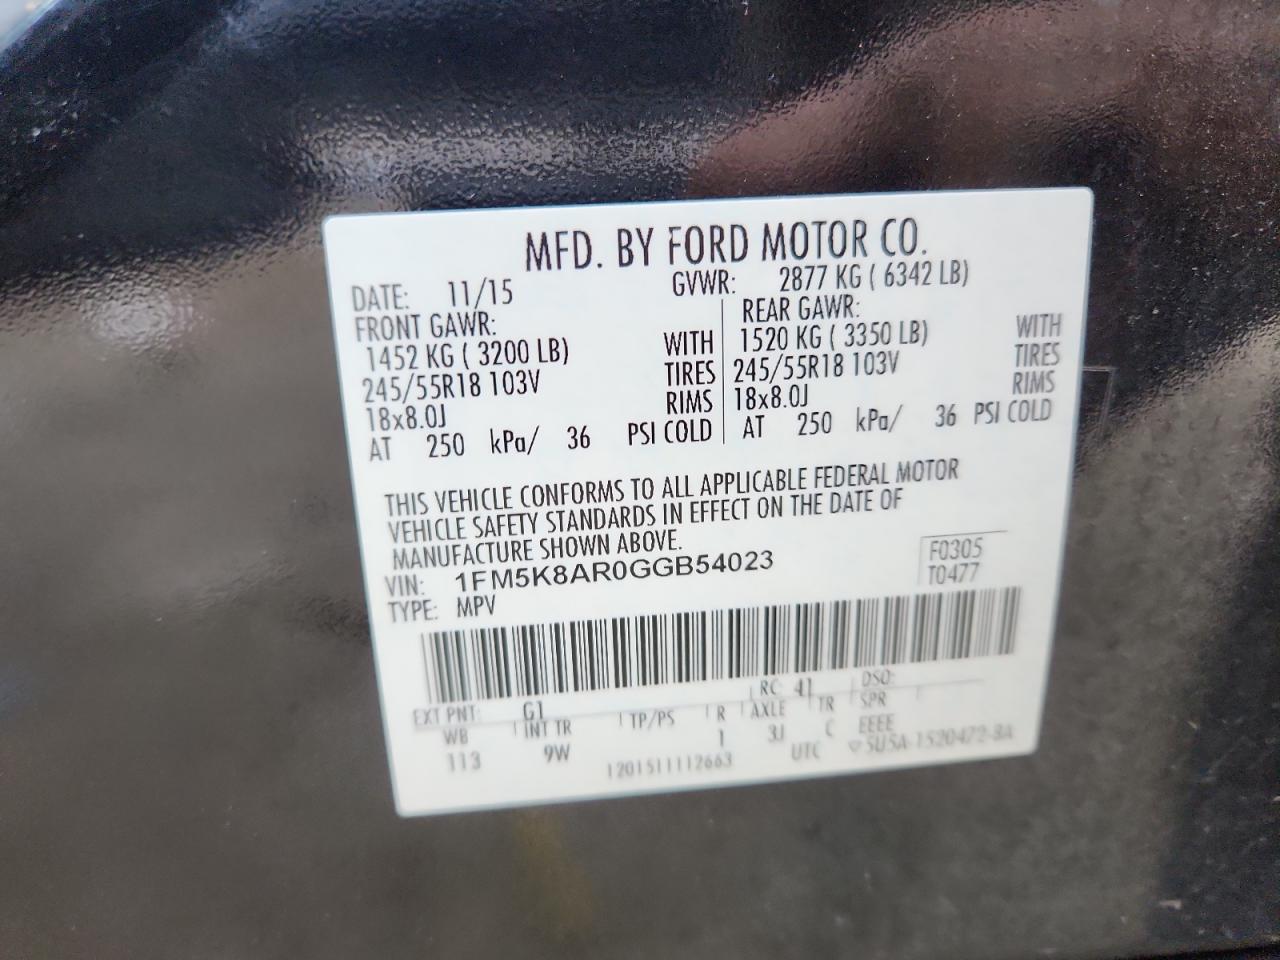 MFD. BY FORD MOTOR CO.
DATE: 11/15 GVWR: 2877 KG ( 6342 LB)
FRONT GAWR: REAR GAWR:
1452 KG ( 3200 LB) WITH 1520 KG ( 3350 LB) WITH
245/55R18 103V TIRES 245/55R18 103V TIRES
18x8.0J RIMS 18x8.0J RIMS
AT 250 kPa/ 36 PSI COLD AT 250 kPa/ 36 PSI COLD
THIS VEHICLE CONFORMS TO ALL APPLICABLE FEDERAL MOTOR
VEHICLE SAFETY STANDARDS IN EFFECT ON THE DATE OF
MANUFACTURE SHOWN ABOVE.
VIN: 1FM5K8AR0GGB54023 F0305
TYPE: MPV T0477
EXT PNT: G1 RC: 41 DSO:
WB INT TR TP/PS R AXLE TR SPR
113 9W 1 3J C EEEE
1201511112663 UTC ▽5U5A-1520472-BA